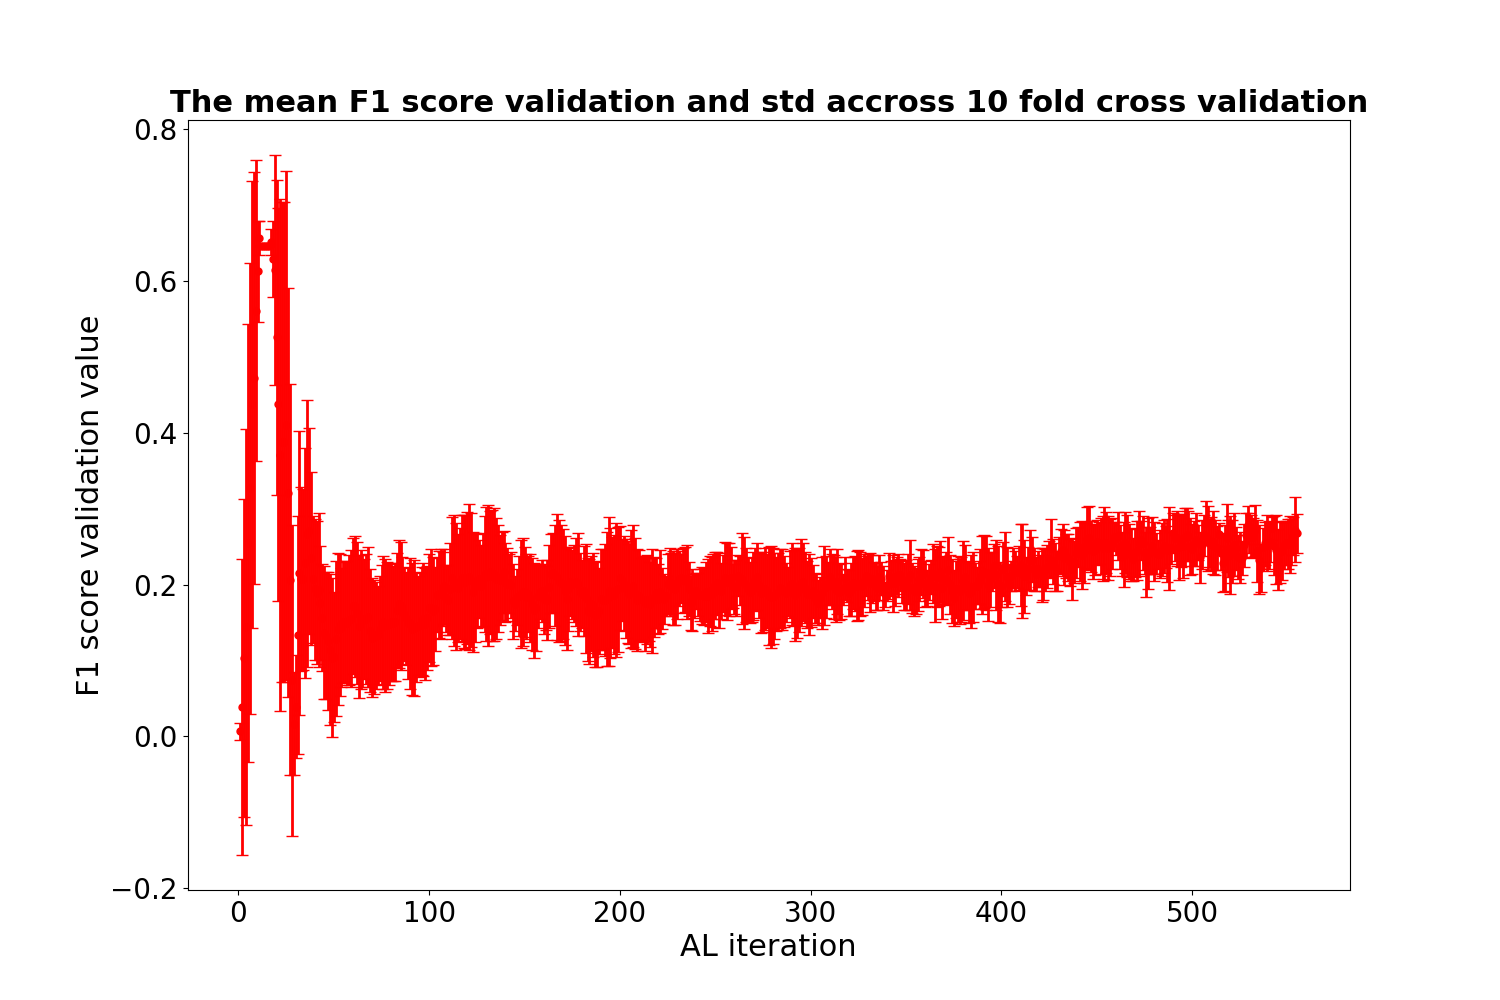 The mean F1 score validation and std accross 10 fold cross validation
0.8
0.6
0.4
0.2
0.0
−0.2
F1 score validation value
0 100 200 300 400 500
AL iteration